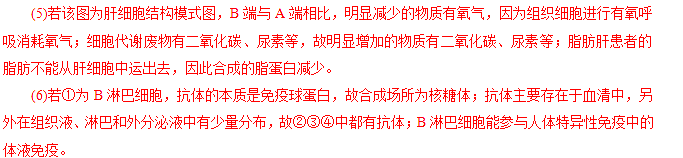 (5)若该图为肝细胞结构模式图，B 端与 A 端相比，明显减少的物质有氧气，因为组织细胞进行有氧呼
吸消耗氧气；细胞代谢废物有二氧化碳、尿素等，故明显增加的物质有二氧化碳、尿素等；脂肪肝患者的
脂肪不能从肝细胞中运出去，因此合成的脂蛋白减少。
(6)若①为 B 淋巴细胞，抗体的本质是免疫球蛋白，故合成场所为核糖体；抗体主要存在于血清中，另
外在组织液、淋巴和外分泌液中有少量分布，故②③④中都有抗体；B 淋巴细胞能参与人体特异性免疫中的
体液免疫。